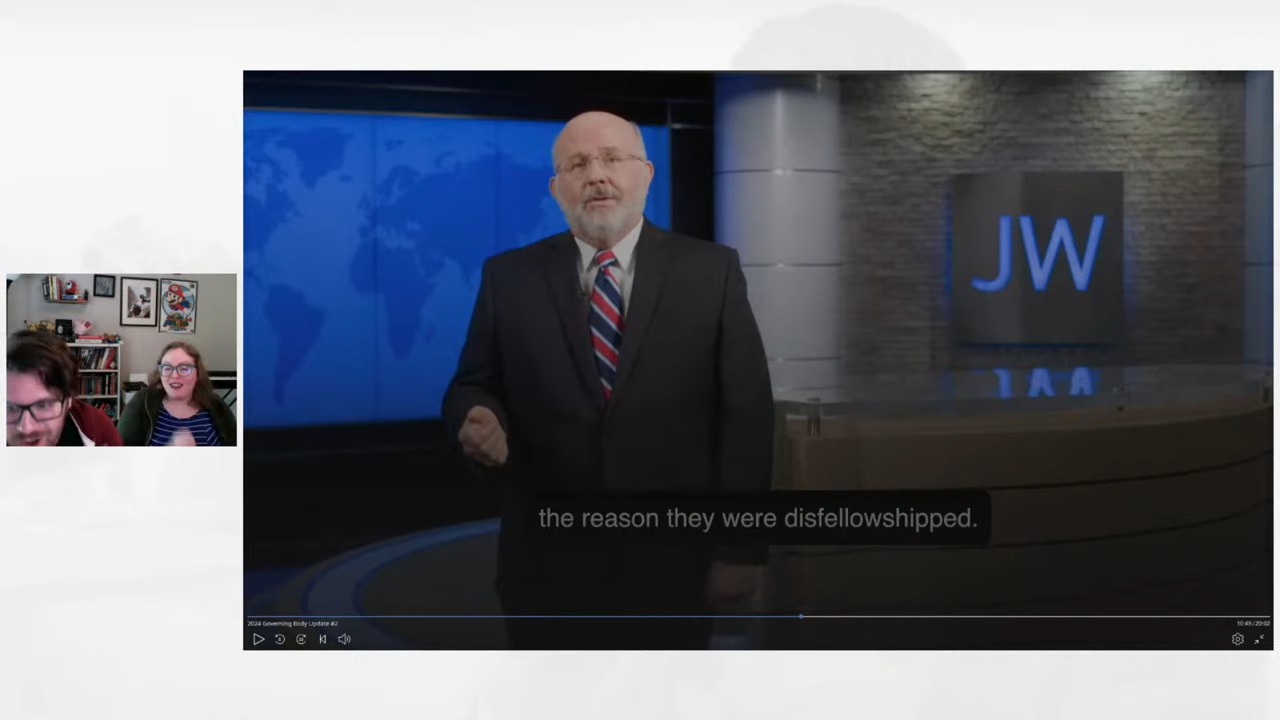 JW
the reason they were disfellowshipped.
2024 Governing Body Update #2
10:49 / 20:02